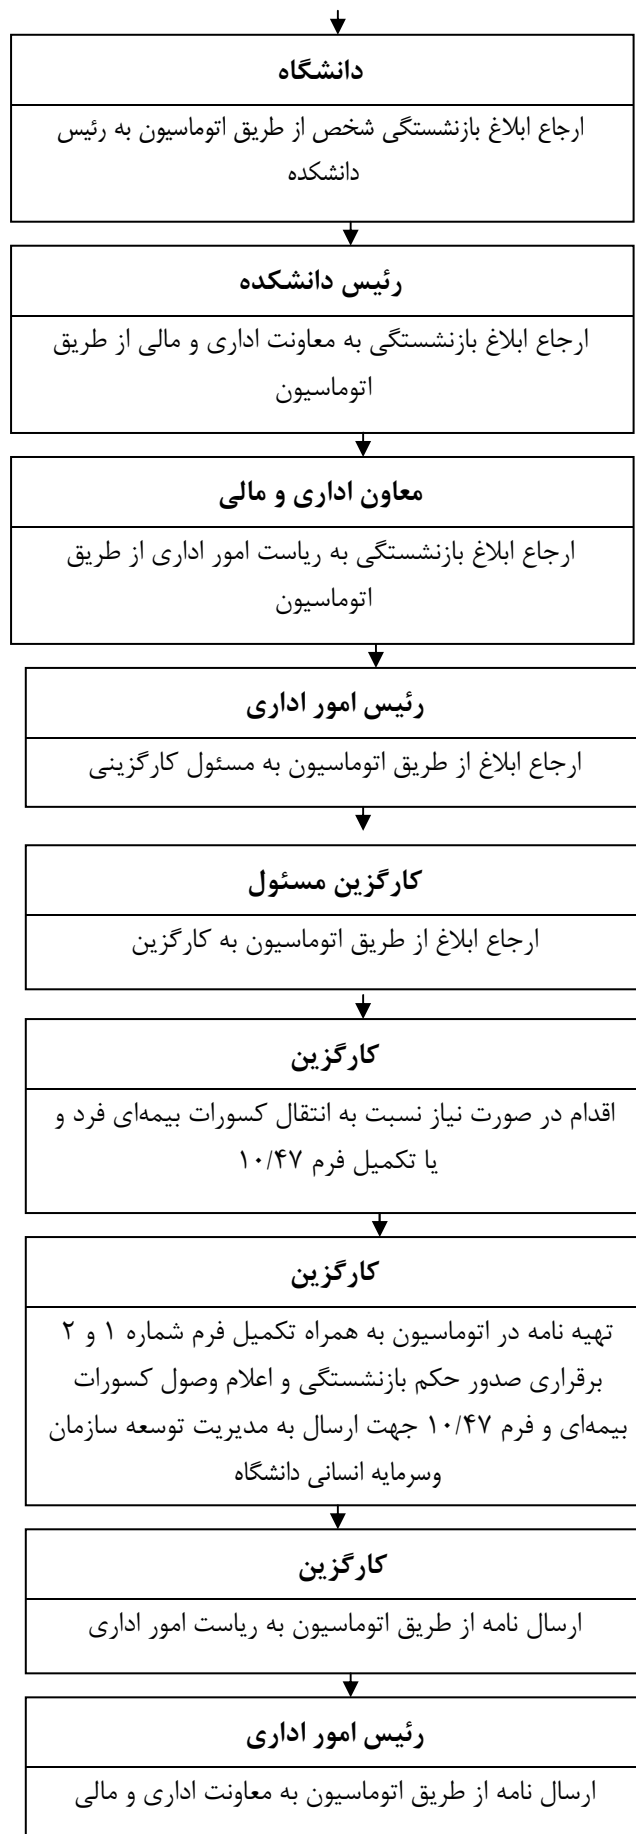 دانشگاه
ارجاع ابلاغ بازنشستگی شخص از طریق اتوماسیون به رئیس
دانشکده
رئیس دانشکده
ارجاع ابلاغ بازنشستگی به معاونت اداری و مالی از طریق
اتوماسیون
معاون اداری و مالی
ارجاع ابلاغ بازنشستگی به ریاست امور اداری از طریق
اتوماسیون
رئیس امور اداری
ارجاع ابلاغ از طریق اتوماسیون به مسئول کارگزینی
کارگزین مسئول
ارجاع ابلاغ از طریق اتوماسیون به کارگزین
کارگزین
اقدام در صورت نیاز نسبت به انتقال کسورات بیمه‌ای فرد و
یا تکمیل فرم ۱۰/۴۷
کارگزین
تهیه نامه در اتوماسیون به همراه تکمیل فرم شماره ۱ و ۲
برقراری صدور حکم بازنشستگی و اعلام وصول کسورات
بیمه‌ای و فرم ۱۰/۴۷ جهت ارسال به مدیریت توسعه سازمان
وسرمایه انسانی دانشگاه
کارگزین
ارسال نامه از طریق اتوماسیون به ریاست امور اداری
رئیس امور اداری
ارسال نامه از طریق اتوماسیون به معاونت اداری و مالی